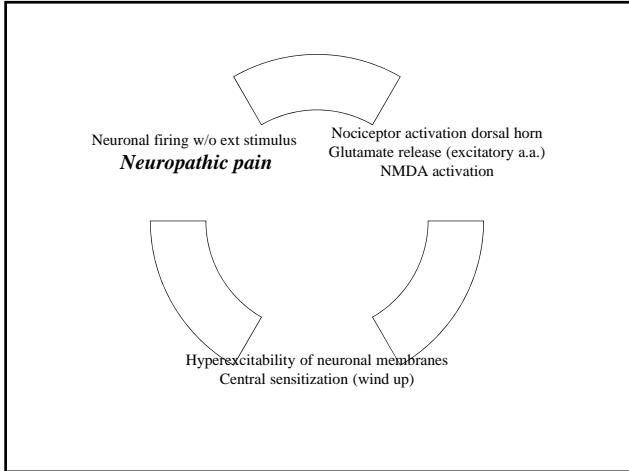 Neuronal firing w/o ext stimulus
Neuropathic pain
Nociceptor activation dorsal horn
Glutamate release (excitatory a.a.)
NMDA activation
Hyperexcitability of neuronal membranes
Central sensitization (wind up)